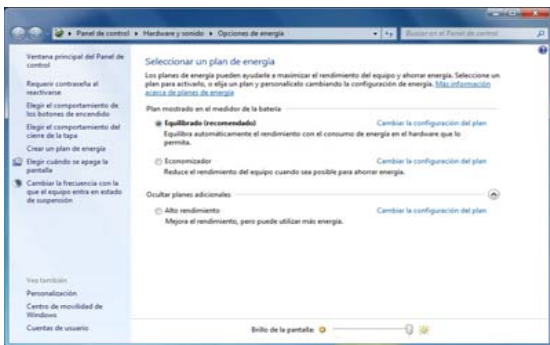 Panel de control ▸ Hardware y sonido ▸ Opciones de energía
Buscar en el Panel de control
Ventana principal del Panel de
control
Requerir contraseña al
reactivarse
Elegir el comportamiento de
los botones de encendido
Elegir el comportamiento del
cierre de la tapa
Crear un plan de energía
Elegir cuándo se apaga la
pantalla
Cambiar la frecuencia con la
que el equipo entra en estado
de suspensión
Seleccionar un plan de energía
Los planes de energía pueden ayudarle a maximizar el rendimiento del equipo y ahorrar energía. Seleccione un
plan para activarlo, o elija un plan y personalícelo cambiando la configuración de energía. Más información
acerca de planes de energía
Plan mostrado en el medidor de la batería
Equilibrado (recomendado) Cambiar la configuración del plan
Equilibra automáticamente el rendimiento con el consumo de energía en el hardware que lo
permita.
Economizador Cambiar la configuración del plan
Reduce el rendimiento del equipo cuando sea posible para ahorrar energía.
Ocultar planes adicionales
Alto rendimiento Cambiar la configuración del plan
Mejora el rendimiento, pero puede utilizar más energía.
Vea también
Personalización
Centro de movilidad de
Windows
Cuentas de usuario
Brillo de la pantalla: